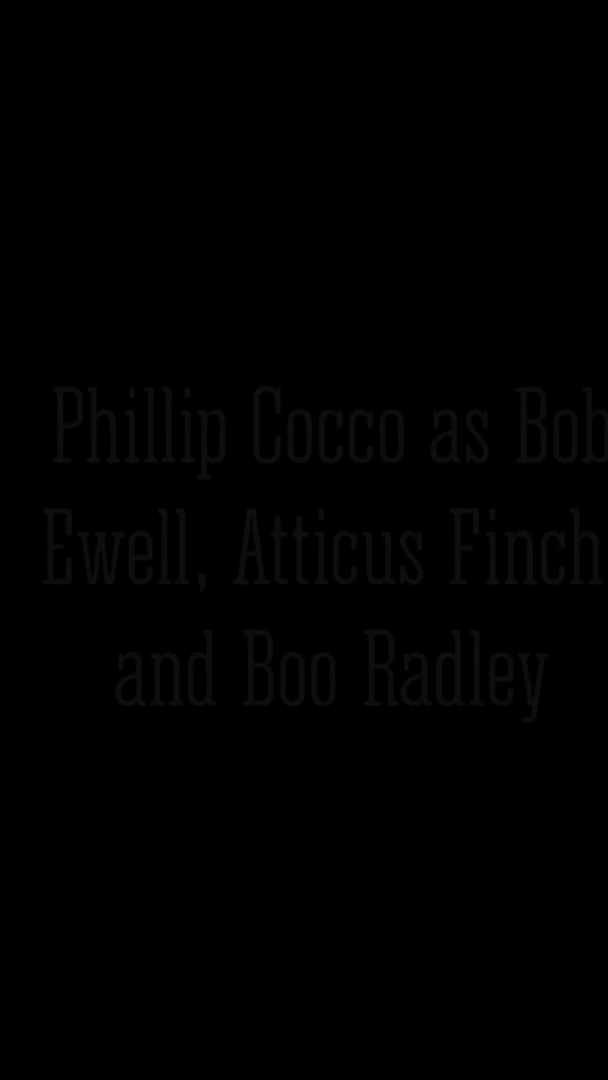 Phillip Cocco as Bob
Ewell, Atticus Finch
and Boo Radley